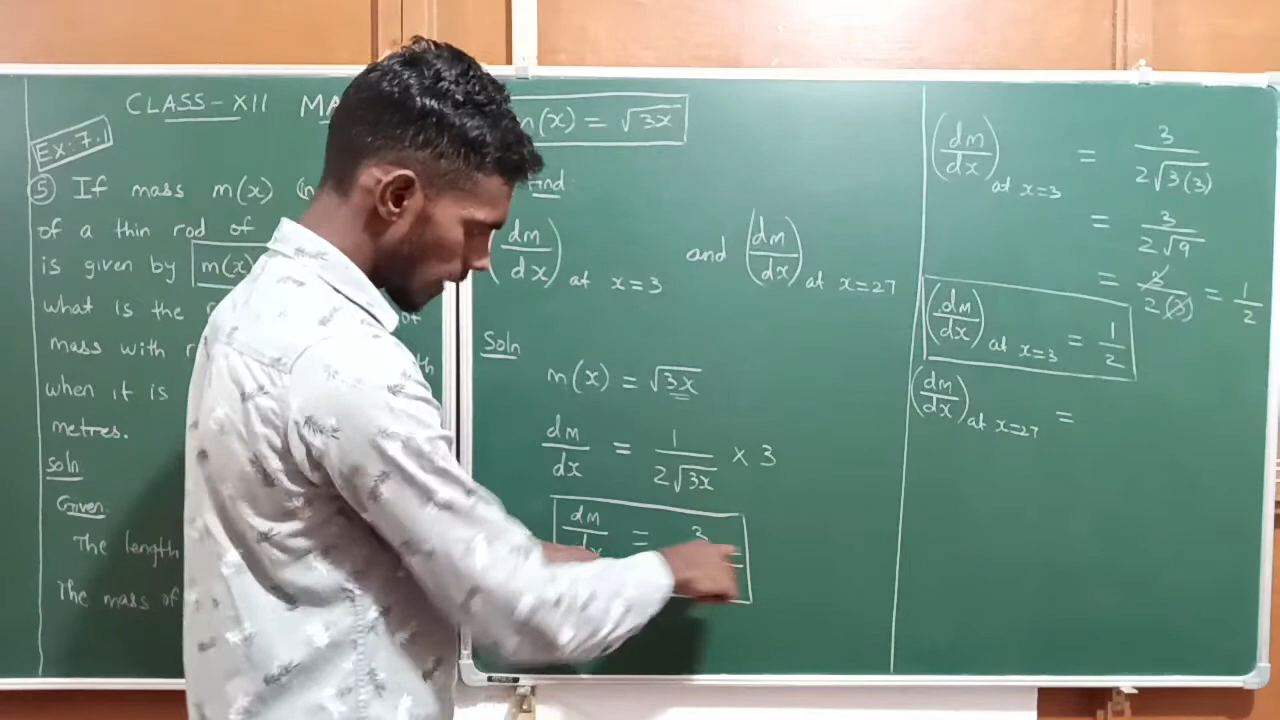 CLASS-XII
Ex: 7.1
⑤ If mass m(x)
of a thin rod of
is given by m(x)
what is the
mass with
when it is
metres.
soln
Given:
The length
The mass of
(x) = √3x
Find:
(dm/dx) at x=3 and (dm/dx) at x=27
Soln
m(x) = √3x
dm/dx = 1/2√3x × 3
dm/dx = 3
(dm/dx) at x=3 = 3/2√3(3)
= 3/2√9
= 3/2(3) = 1/2
(dm/dx) at x=3 = 1/2
(dm/dx) at x=27 =